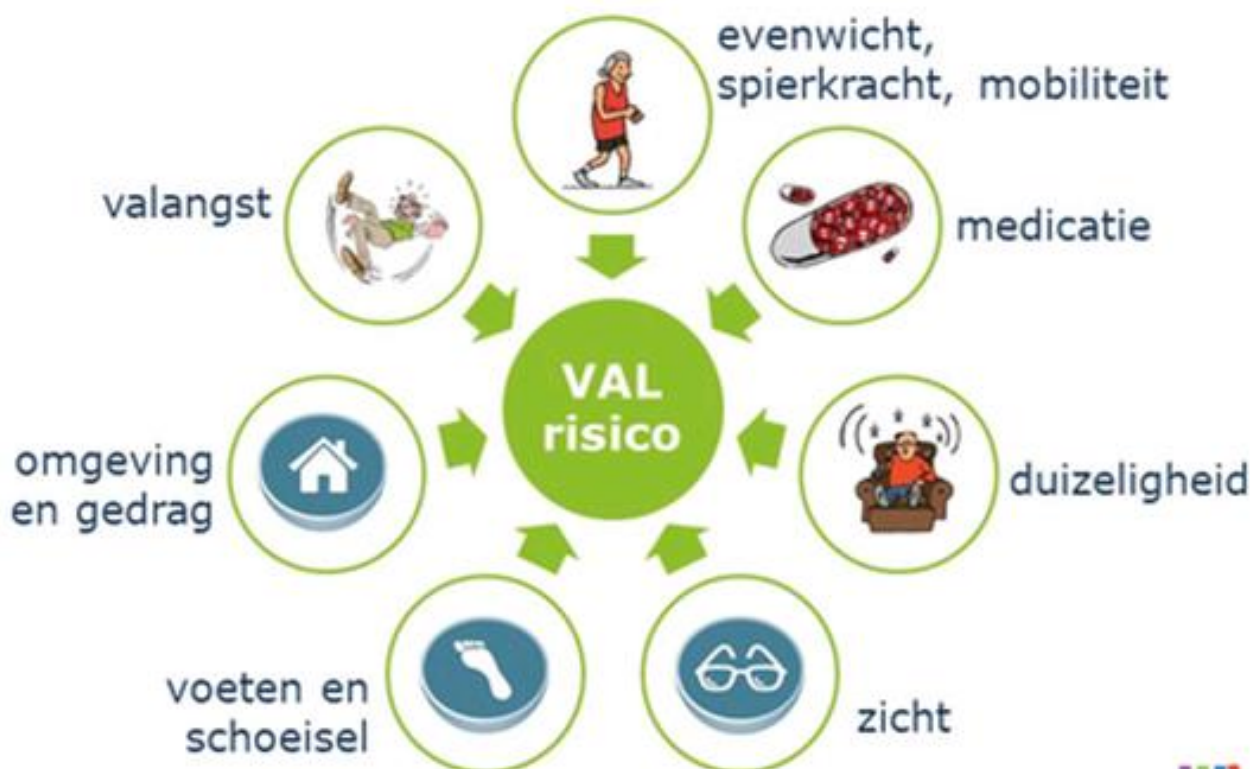 evenwicht,
spierkracht, mobiliteit
valangst
medicatie
VAL
risico
omgeving
en gedrag
duizeligheid
voeten en
schoeisel
zicht